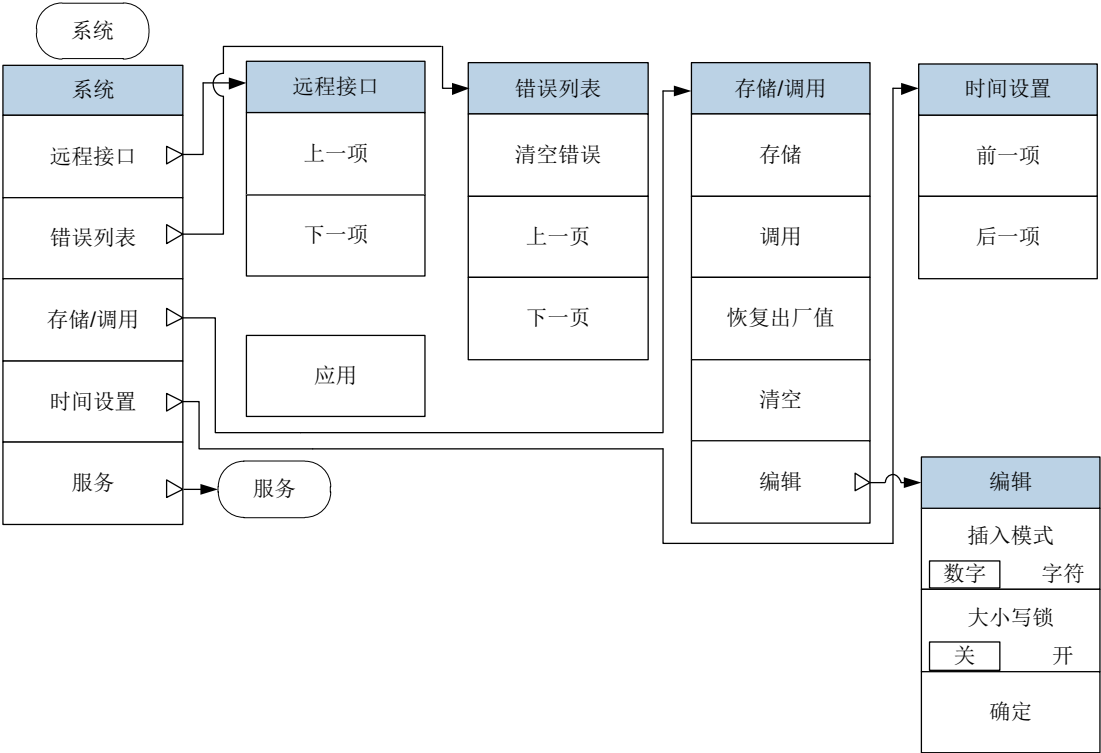 系统
系统
远程接口
错误列表
存储/调用
时间设置
服务
服务
远程接口
上一项
下一项
应用
错误列表
清空错误
上一页
下一页
存储/调用
存储
调用
恢复出厂值
清空
编辑
时间设置
前一项
后一项
编辑
插入模式
数字 字符
大小写锁
关 开
确定